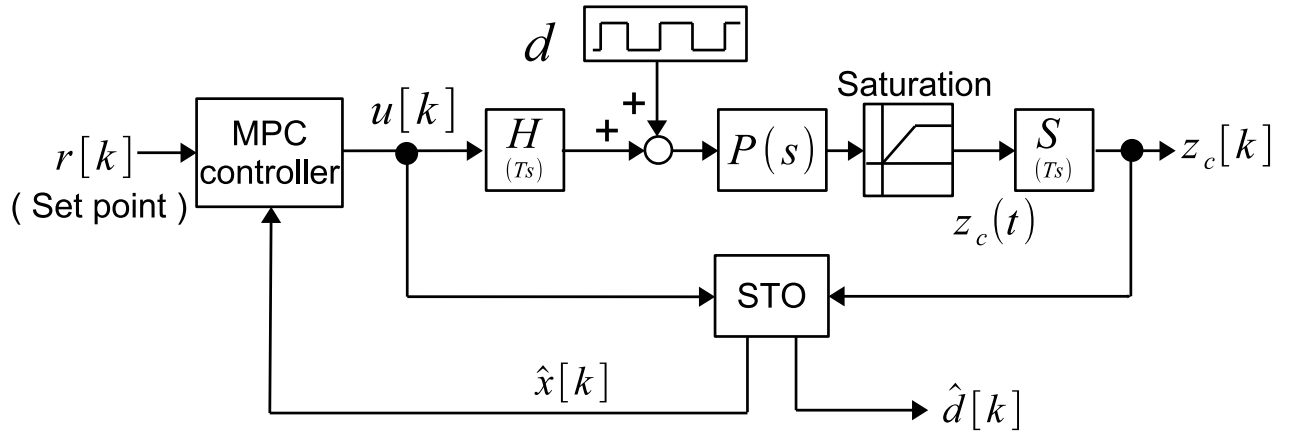 d
Saturation
MPC
controller
u[k]
H
(Ts)
+
+
P(s)
S
(Ts)
r[k]
( Set point )
z_c[k]
z_c(t)
STO
x̂[k]
d̂[k]